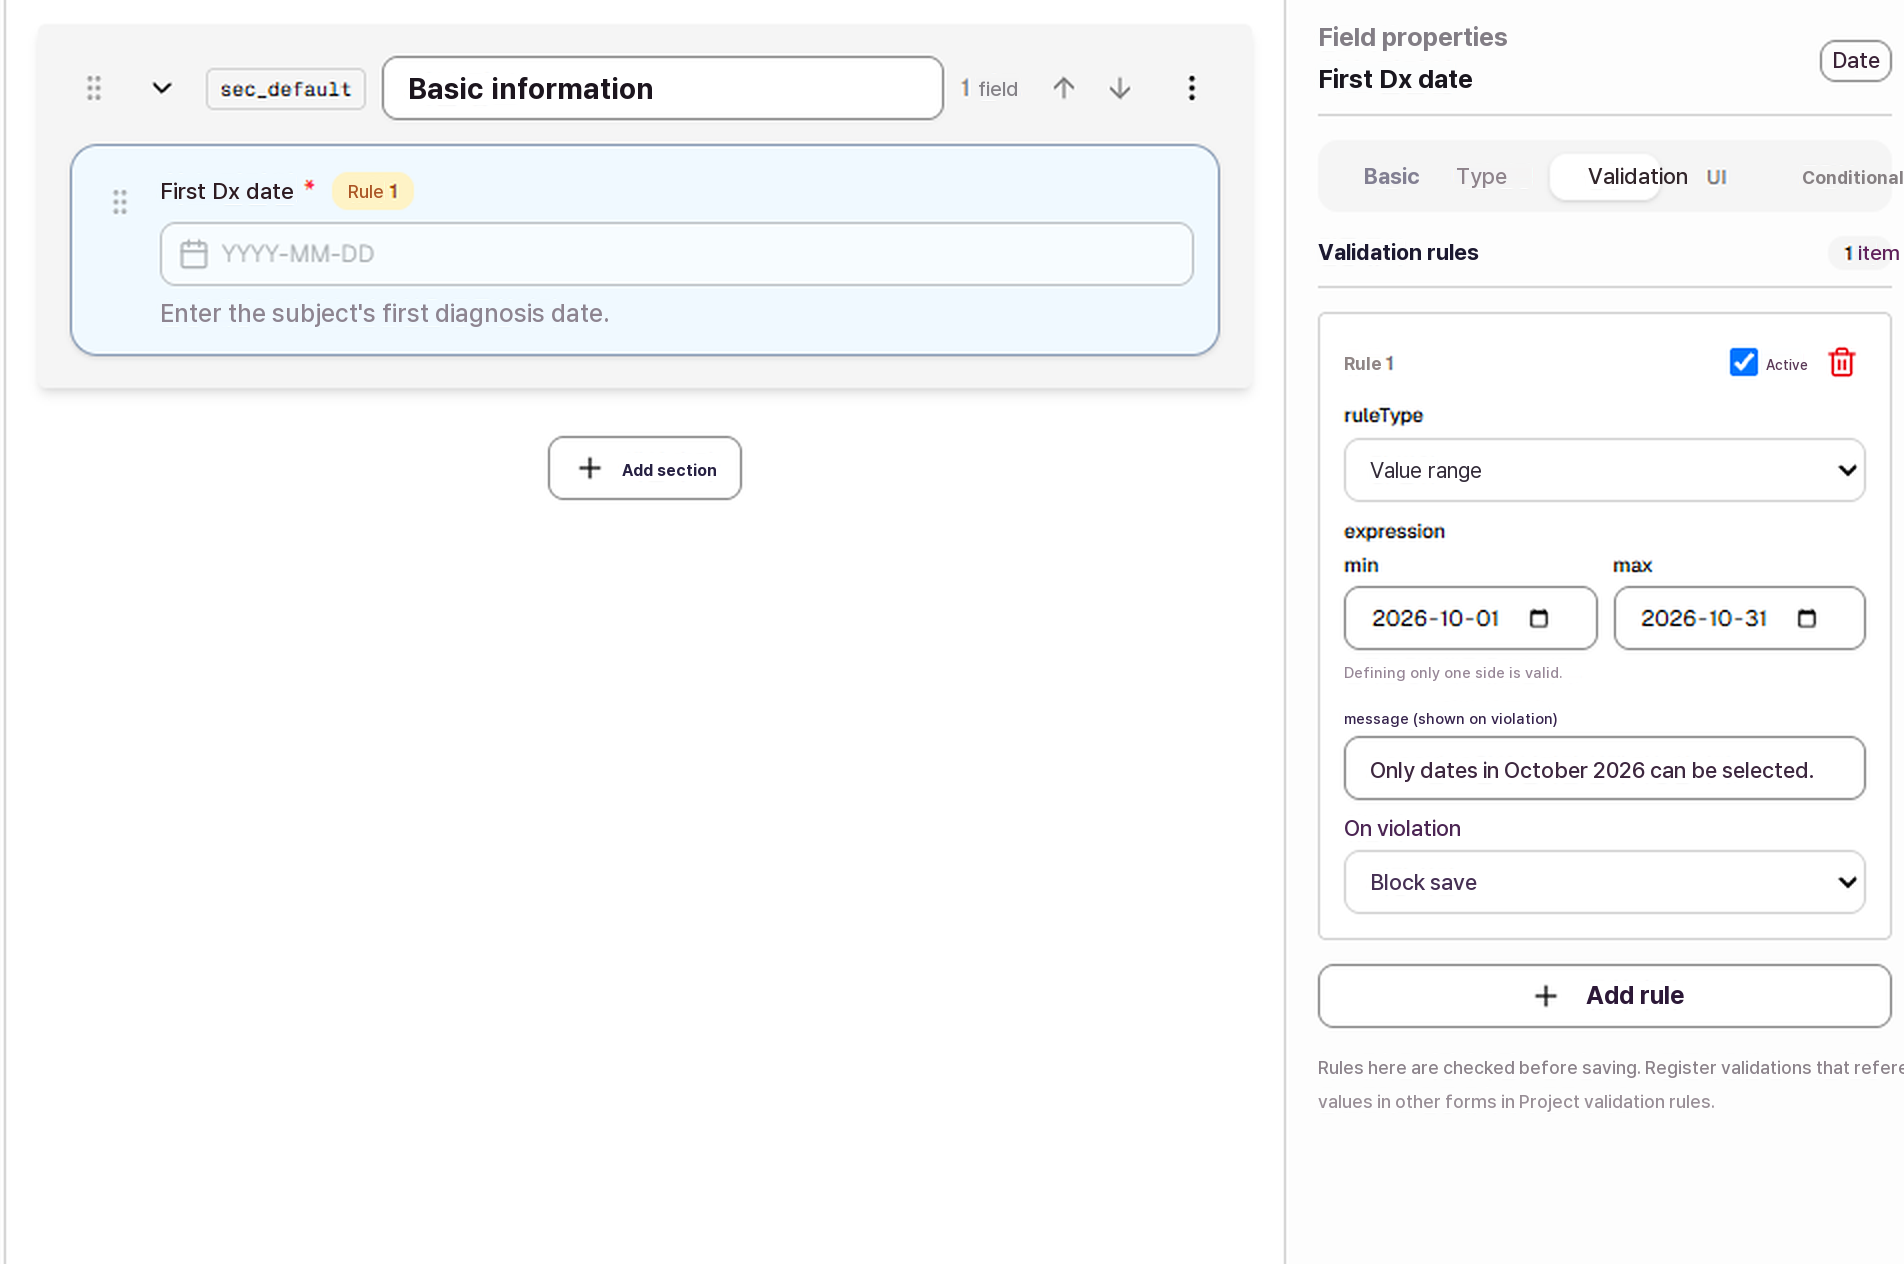 sec_default
Basic information
1 field
First Dx date *
Rule 1
YYYY-MM-DD
Enter the subject's first diagnosis date.
Add section
Field properties
First Dx date
Date
Basic Type Validation UI Conditional
Validation rules
1 item
Rule 1
Active
ruleType
Value range
expression
min max
2026-10-01 2026-10-31
Defining only one side is valid.
message (shown on violation)
Only dates in October 2026 can be selected.
On violation
Block save
Add rule
Rules here are checked before saving. Register validations that refere
values in other forms in Project validation rules.